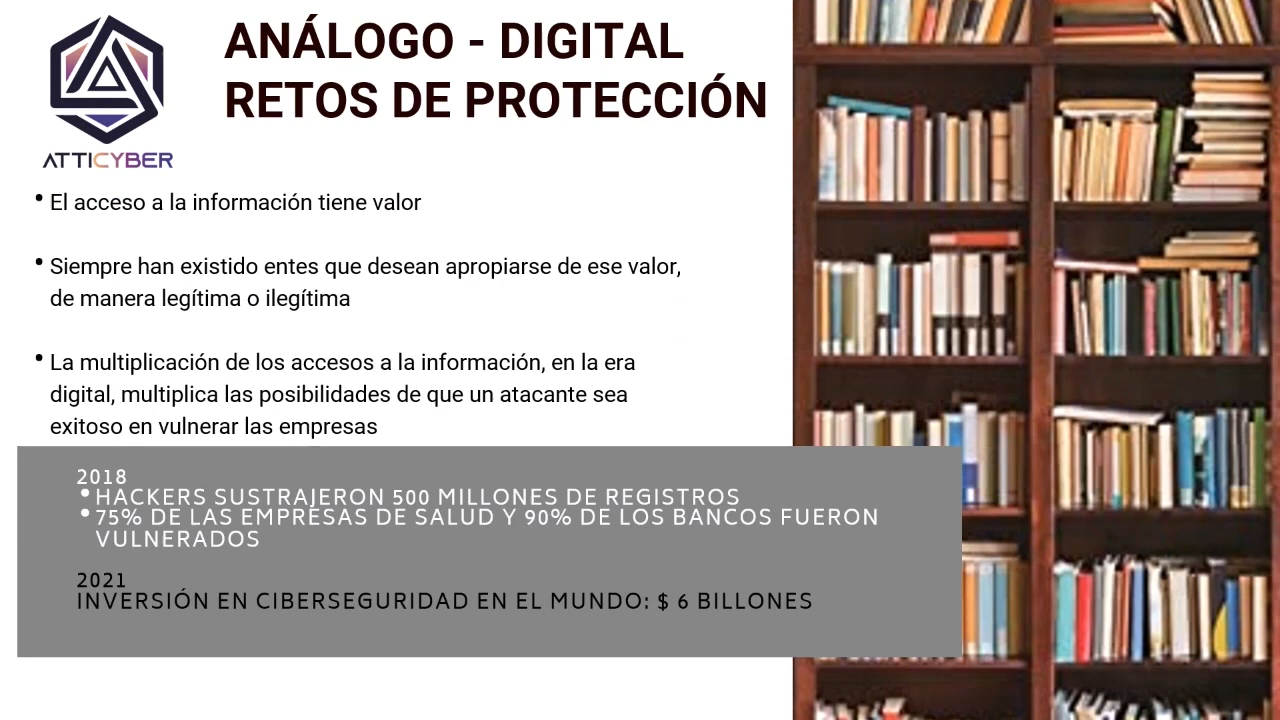 ANÁLOGO - DIGITAL
RETOS DE PROTECCIÓN
ATTICYBER
• El acceso a la información tiene valor
• Siempre han existido entes que desean apropiarse de ese valor,
de manera legítima o ilegítima
• La multiplicación de los accesos a la información, en la era
digital, multiplica las posibilidades de que un atacante sea
exitoso en vulnerar las empresas
2018
• HACKERS SUSTRAJERON 500 MILLONES DE REGISTROS
• 75% DE LAS EMPRESAS DE SALUD Y 90% DE LOS BANCOS FUERON
VULNERADOS
2021
INVERSIÓN EN CIBERSEGURIDAD EN EL MUNDO: $ 6 BILLONES